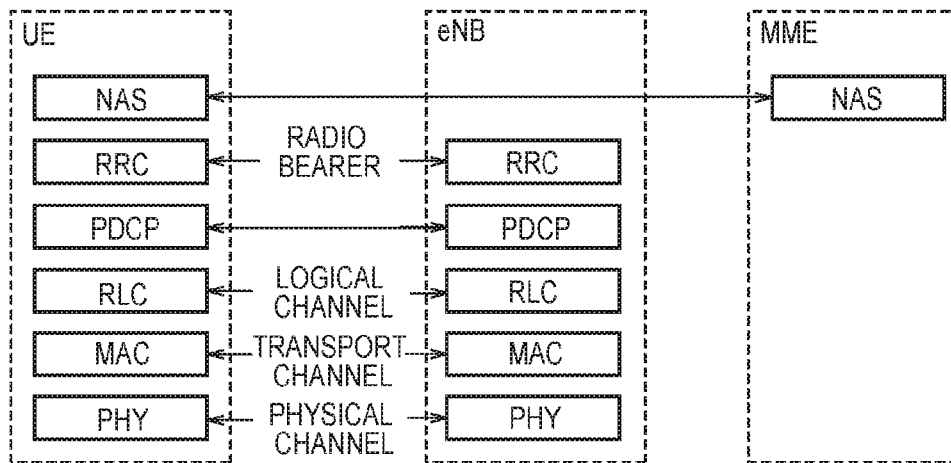 UE
eNB
MME
NAS
NAS
RRC
RADIO
BEARER
RRC
PDCP
PDCP
RLC
LOGICAL
CHANNEL
RLC
MAC
TRANSPORT
CHANNEL
MAC
PHY
PHYSICAL
CHANNEL
PHY